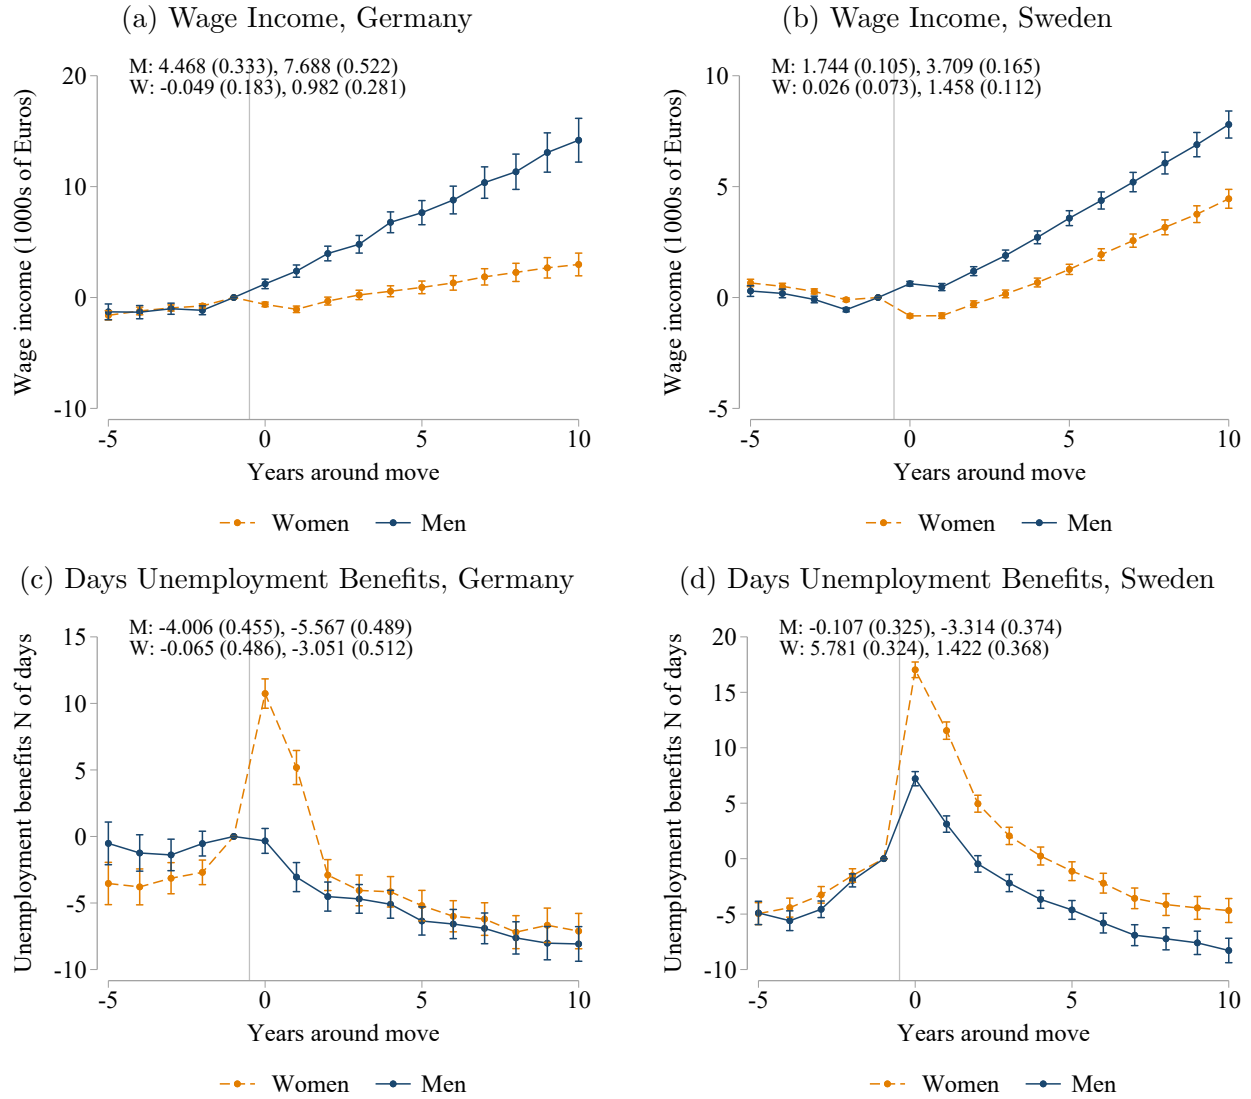 (a) Wage Income, Germany
M: 4.468 (0.333), 7.688 (0.522)
W: -0.049 (0.183), 0.982 (0.281)
Wage income (1000s of Euros)
20
10
0
-10
-5
0
5
10
Years around move
Women
Men
(b) Wage Income, Sweden
M: 1.744 (0.105), 3.709 (0.165)
W: 0.026 (0.073), 1.458 (0.112)
Wage income (1000s of Euros)
10
5
0
-5
-5
0
5
10
Years around move
Women
Men
(c) Days Unemployment Benefits, Germany
M: -4.006 (0.455), -5.567 (0.489)
W: -0.065 (0.486), -3.051 (0.512)
Unemployment benefits N of days
15
10
5
0
-5
-10
-5
0
5
10
Years around move
Women
Men
(d) Days Unemployment Benefits, Sweden
M: -0.107 (0.325), -3.314 (0.374)
W: 5.781 (0.324), 1.422 (0.368)
Unemployment benefits N of days
20
15
10
5
0
-5
-10
-5
0
5
10
Years around move
Women
Men